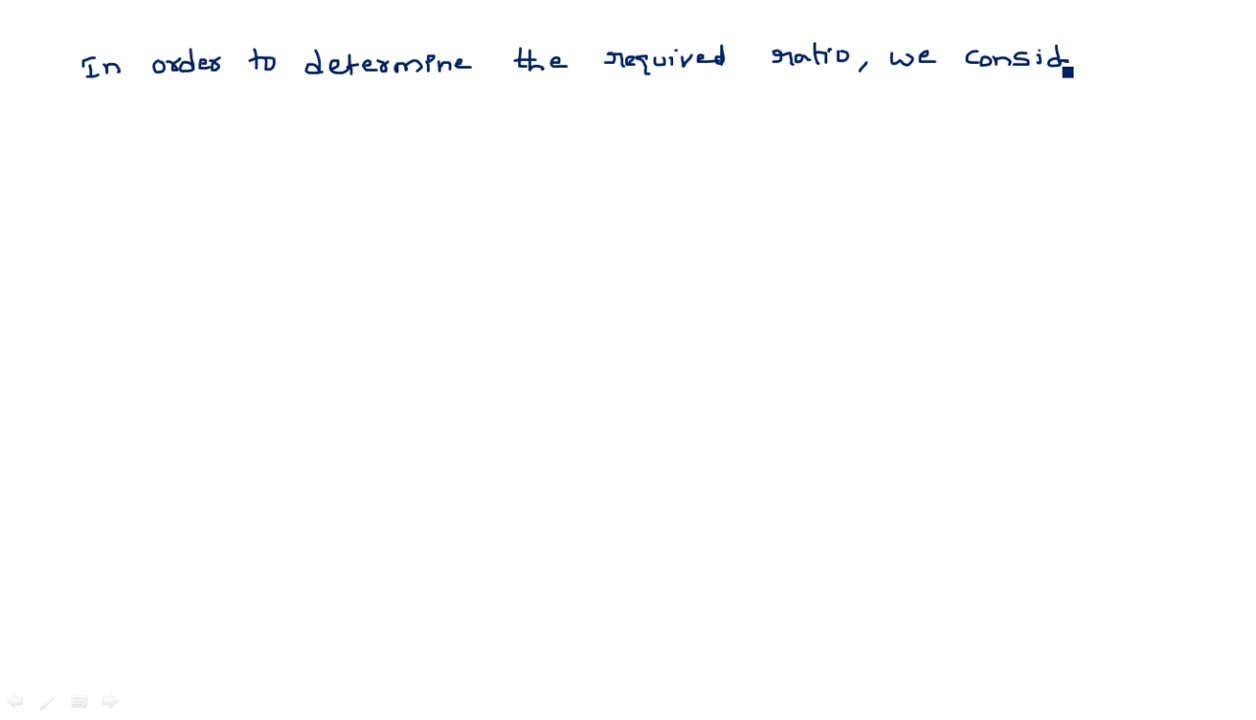 In order to determine the required ratio, we consid